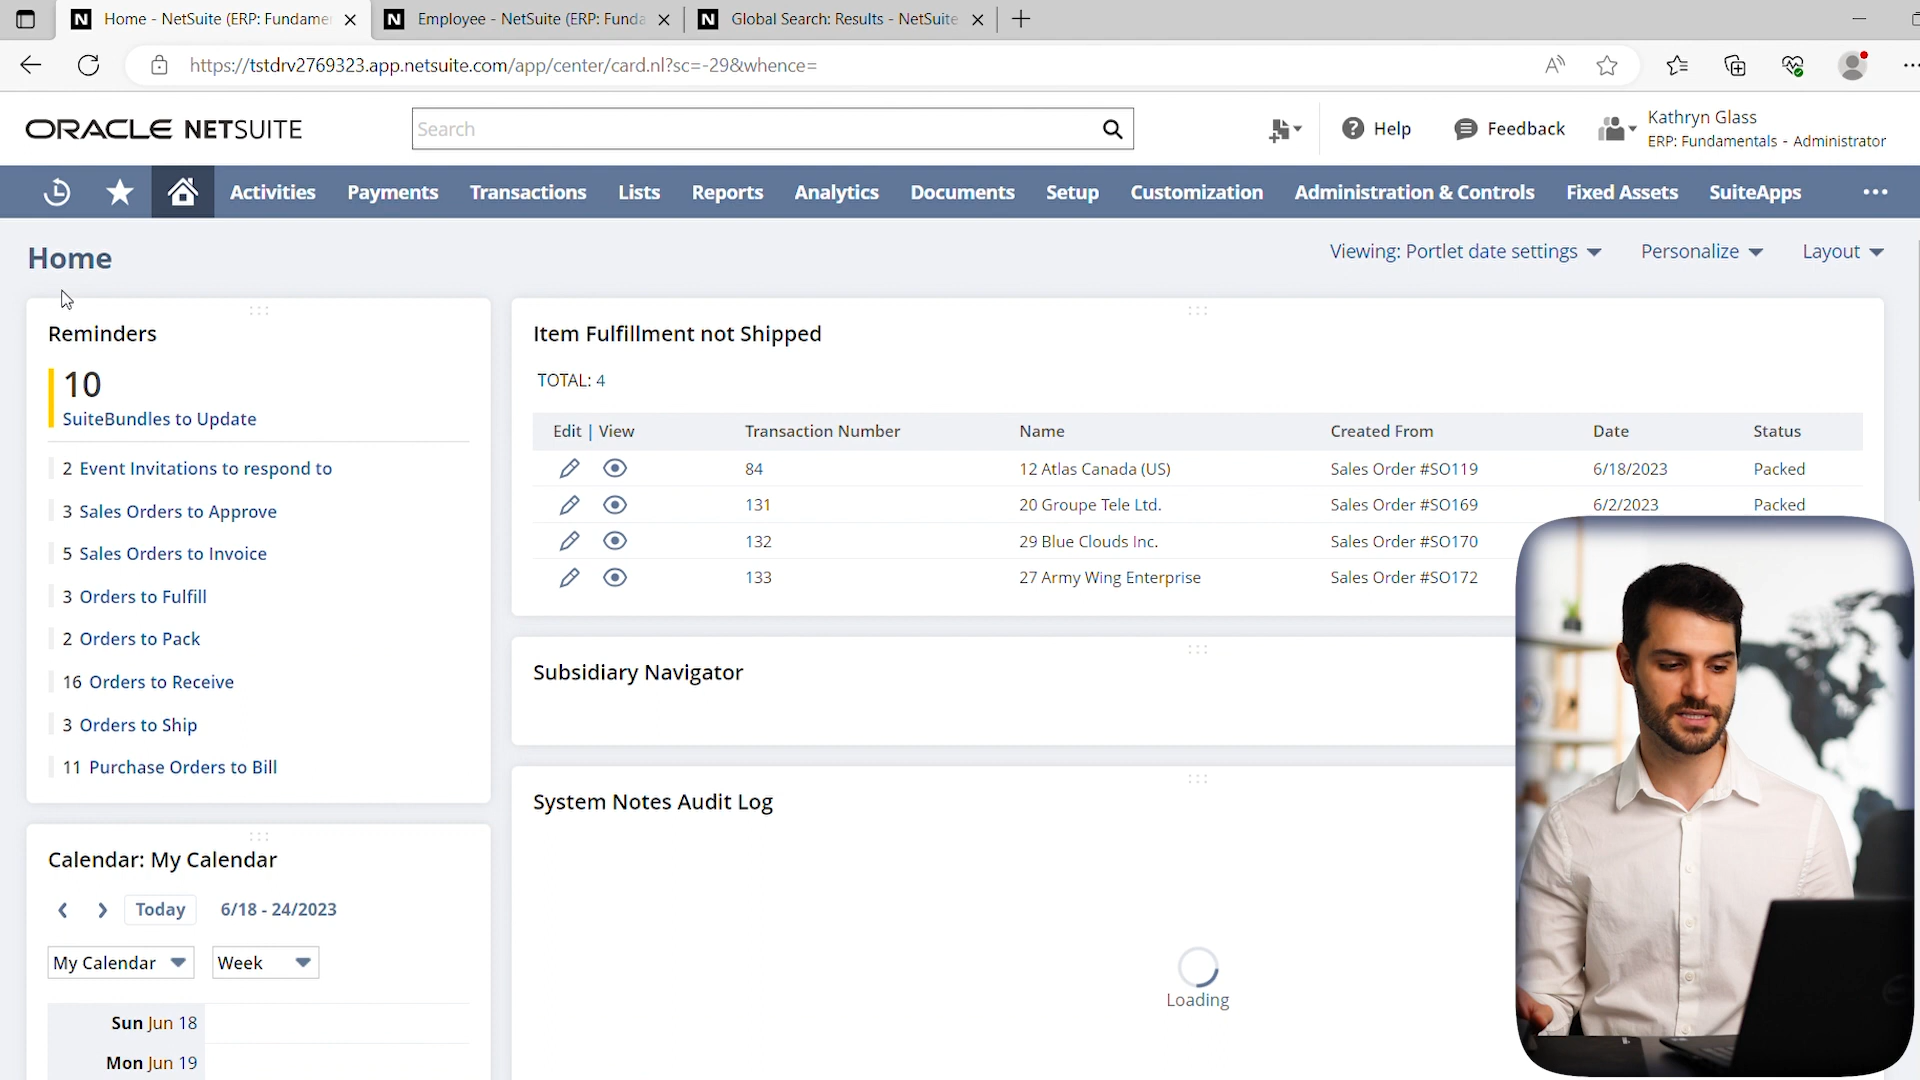 Home - NetSuite (ERP: Fundame
Employee - NetSuite (ERP: Funda
Global Search: Results - NetSuite
https://tstdrv2769323.app.netsuite.com/app/center/card.nl?sc=-29&whence=
ORACLE NETSUITE
Search
Help
Feedback
Kathryn Glass
ERP: Fundamentals - Administrator
Activities
Payments
Transactions
Lists
Reports
Analytics
Documents
Setup
Customization
Administration & Controls
Fixed Assets
SuiteApps
Home
Viewing: Portlet date settings
Personalize
Layout
Reminders
10
SuiteBundles to Update
2 Event Invitations to respond to
3 Sales Orders to Approve
5 Sales Orders to Invoice
3 Orders to Fulfill
2 Orders to Pack
16 Orders to Receive
3 Orders to Ship
11 Purchase Orders to Bill
Calendar: My Calendar
Today
6/18 - 24/2023
My Calendar
Week
Sun Jun 18
Mon Jun 19
Item Fulfillment not Shipped
TOTAL: 4
Edit | View Transaction Number Name Created From Date Status
84 12 Atlas Canada (US) Sales Order #SO119 6/18/2023 Packed
131 20 Groupe Tele Ltd. Sales Order #SO169 6/2/2023 Packed
132 29 Blue Clouds Inc. Sales Order #SO170
133 27 Army Wing Enterprise Sales Order #SO172
Subsidiary Navigator
System Notes Audit Log
Loading